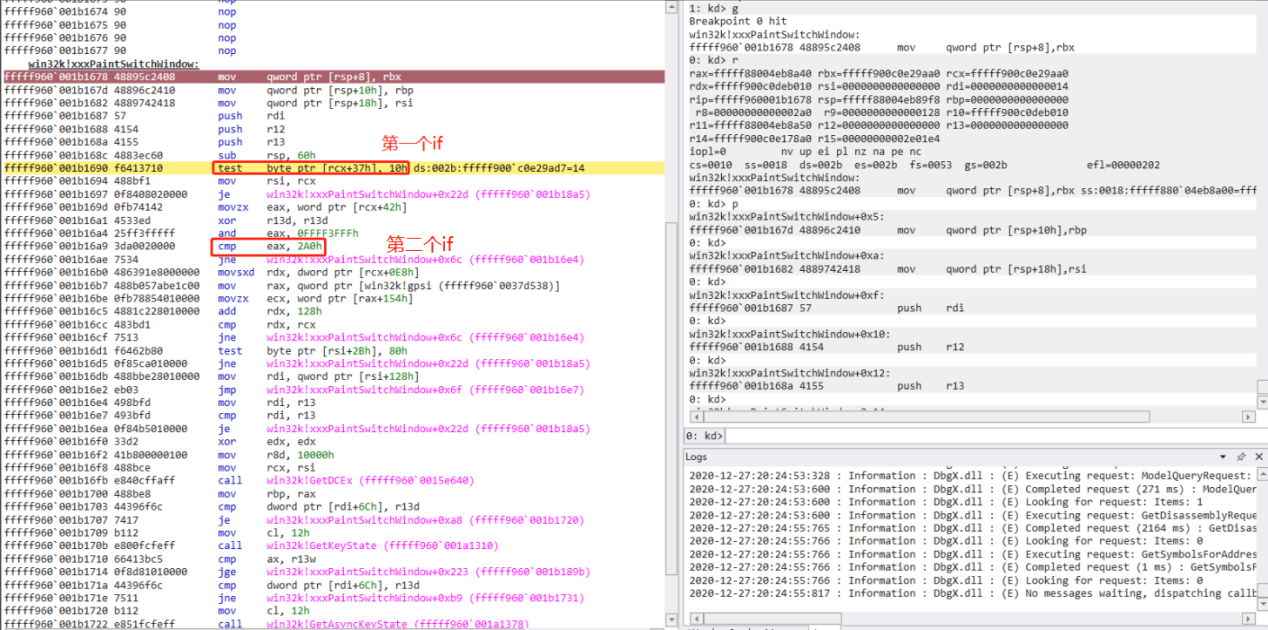 fffff960`001b1674 90 nop
fffff960`001b1675 90 nop
fffff960`001b1676 90 nop
fffff960`001b1677 90 nop
win32k!xxxPaintSwitchWindow:
fffff960`001b1678 48895c2408 mov qword ptr [rsp+8], rbx
fffff960`001b167d 48896c2410 mov qword ptr [rsp+10h], rbp
fffff960`001b1682 4889742418 mov qword ptr [rsp+18h], rsi
fffff960`001b1687 57 push rdi
fffff960`001b1688 4154 push r12
fffff960`001b168a 4155 push r13
第一个if
fffff960`001b168c 4883ec60 sub rsp, 60h
fffff960`001b1690 f6413710 test byte ptr [rcx+37h], 10h ds:002b:fffff900`c0e29ad7=14
fffff960`001b1694 488bf1 mov rsi, rcx
fffff960`001b1697 0f8408020000 je win32k!xxxPaintSwitchWindow+0x22d (fffff960`001b18a5)
fffff960`001b169d 0fb74142 movzx eax, word ptr [rcx+42h]
fffff960`001b16a1 4533ed xor r13d, r13d
fffff960`001b16a4 25ff3fffff and eax, 0FFFF3FFFh
fffff960`001b16a9 3da0020000 cmp eax, 2A0h
第二个if
fffff960`001b16ae 7534 jne win32k!xxxPaintSwitchWindow+0x6c (fffff960`001b16e4)
fffff960`001b16b0 486391e8000000 movsxd rdx, dword ptr [rcx+0E8h]
fffff960`001b16b7 488b057abe1c00 mov rax, qword ptr [win32k!gpsi (fffff960`0037d538)]
fffff960`001b16be 0fb78854010000 movzx ecx, word ptr [rax+154h]
fffff960`001b16c5 4881c228010000 add rdx, 128h
fffff960`001b16cc 483bd1 cmp rdx, rcx
fffff960`001b16cf 7513 jne win32k!xxxPaintSwitchWindow+0x6c (fffff960`001b16e4)
fffff960`001b16d1 f6462b80 test byte ptr [rsi+2Bh], 80h
fffff960`001b16d5 0f85ca010000 jne win32k!xxxPaintSwitchWindow+0x22d (fffff960`001b18a5)
fffff960`001b16db 488bbe28010000 mov rdi, qword ptr [rsi+128h]
fffff960`001b16e2 eb03 jmp win32k!xxxPaintSwitchWindow+0x6f (fffff960`001b16e7)
fffff960`001b16e4 498bfd mov rdi, r13
fffff960`001b16e7 493bfd cmp rdi, r13
fffff960`001b16ea 0f84b5010000 je win32k!xxxPaintSwitchWindow+0x22d (fffff960`001b18a5)
fffff960`001b16f0 33d2 xor edx, edx
fffff960`001b16f2 41b800000100 mov r8d, 10000h
fffff960`001b16f8 488bce mov rcx, rsi
fffff960`001b16fb e840cffaff call win32k!GetDCEx (fffff960`0015e640)
fffff960`001b1700 488be8 mov rbp, rax
fffff960`001b1703 44396f6c cmp dword ptr [rdi+6Ch], r13d
fffff960`001b1707 7417 je win32k!xxxPaintSwitchWindow+0xa8 (fffff960`001b1720)
fffff960`001b1709 b112 mov cl, 12h
fffff960`001b170b e800fcfeff call win32k!GetKeyState (fffff960`001a1310)
fffff960`001b1710 66413bc5 cmp ax, r13w
fffff960`001b1714 0f8d81010000 jge win32k!xxxPaintSwitchWindow+0x223 (fffff960`001b189b)
fffff960`001b171a 44396f6c cmp dword ptr [rdi+6Ch], r13d
fffff960`001b171e 7511 jne win32k!xxxPaintSwitchWindow+0xb9 (fffff960`001b1731)
fffff960`001b1720 b112 mov cl, 12h
fffff960`001b1722 e851fcfeff call win32k!GetAsyncKeyState (fffff960`001a1378)
1: kd> g
Breakpoint 0 hit
win32k!xxxPaintSwitchWindow:
fffff960`001b1678 48895c2408 mov qword ptr [rsp+8],rbx
0: kd> r
rax=fffff88004eb8a40 rbx=fffff900c0e29aa0 rcx=fffff900c0e29aa0
rdx=fffff900c0deb010 rsi=0000000000000000 rdi=0000000000000014
rip=fffff960001b1678 rsp=fffff88004eb89f8 rbp=0000000000000000
r8=00000000000002a0 r9=0000000000000128 r10=fffff900c0deb010
r11=fffff88004eb8a50 r12=0000000000000000 r13=0000000000000000
r14=fffff900c0e178a0 r15=000000000002e01e4
iopl=0 nv up ei pl nz na pe nc
cs=0010 ss=0018 ds=002b es=002b fs=0053 gs=002b efl=00000202
win32k!xxxPaintSwitchWindow:
fffff960`001b1678 48895c2408 mov qword ptr [rsp+8],rbx ss:0018:fffff880`04eb8a00=fff
0: kd> p
win32k!xxxPaintSwitchWindow+0x5:
fffff960`001b167d 48896c2410 mov qword ptr [rsp+10h],rbp
0: kd>
win32k!xxxPaintSwitchWindow+0xa:
fffff960`001b1682 4889742418 mov qword ptr [rsp+18h],rsi
0: kd>
win32k!xxxPaintSwitchWindow+0xf:
fffff960`001b1687 57 push rdi
0: kd>
win32k!xxxPaintSwitchWindow+0x10:
fffff960`001b1688 4154 push r12
0: kd>
win32k!xxxPaintSwitchWindow+0x12:
fffff960`001b168a 4155 push r13
0: kd>
0: kd>
Logs
2020-12-27:20:24:53:328 : Information : DbgX.dll : (E) Executing request: ModelQueryRequest:
2020-12-27:20:24:53:600 : Information : DbgX.dll : (E) Completed request (271 ms) : ModelQuer
2020-12-27:20:24:53:600 : Information : DbgX.dll : (E) Looking for request: Items: 1
2020-12-27:20:24:53:600 : Information : DbgX.dll : (E) Executing request: GetDisassemblyReque
2020-12-27:20:24:55:765 : Information : DbgX.dll : (E) Completed request (2164 ms) : GetDisas
2020-12-27:20:24:55:766 : Information : DbgX.dll : (E) Looking for request: Items: 0
2020-12-27:20:24:55:766 : Information : DbgX.dll : (E) Executing request: GetSymbolsForAddres
2020-12-27:20:24:55:766 : Information : DbgX.dll : (E) Completed request (1 ms) : GetSymbolsF
2020-12-27:20:24:55:766 : Information : DbgX.dll : (E) Looking for request: Items: 0
2020-12-27:20:24:55:817 : Information : DbgX.dll : (E) No messages waiting, dispatching callb